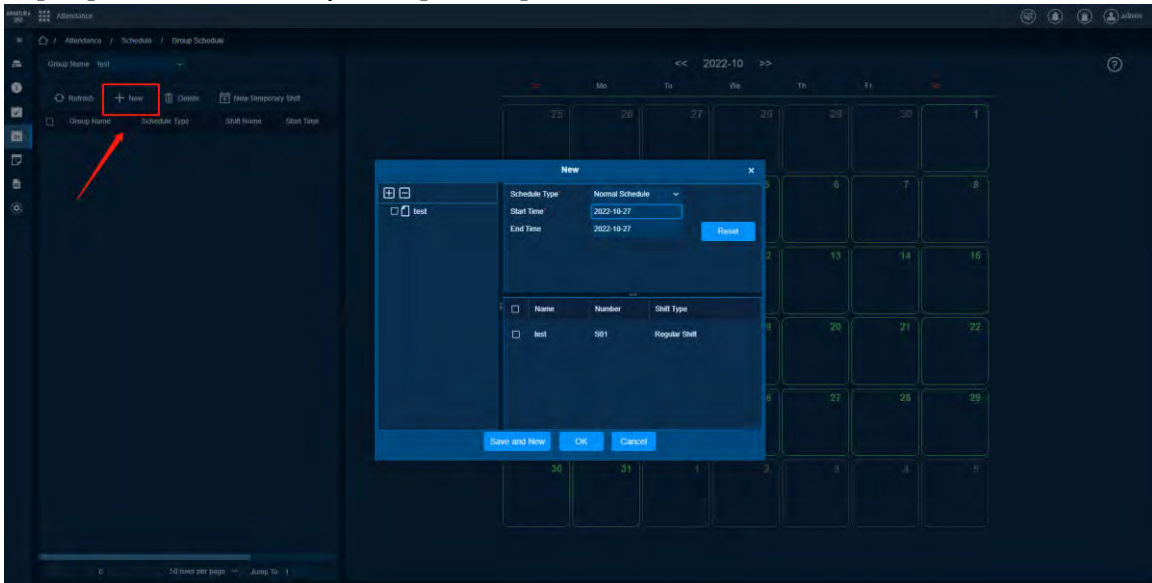 Attendance
admin
/ Attendance / Schedule / Group Schedule
Group Name test
<< 2022-10 >>
Refresh New Delete New Temporary Shift
Group Name Schedule Type Shift Name Start Time
Mo Tu We Th Fr
25 26 27 28 29 30 1
New
Schedule Type Normal Schedule
test Start Time 2022-10-27
End Time 2022-10-27
Reset
6 7 8
13 14 15
Name Number Shift Type
test S01 Regular Shift
20 21 22
27 28 29
Save and New OK Cancel
30 31 1 2 3 4 5
0 50 rows per page Jump To 1